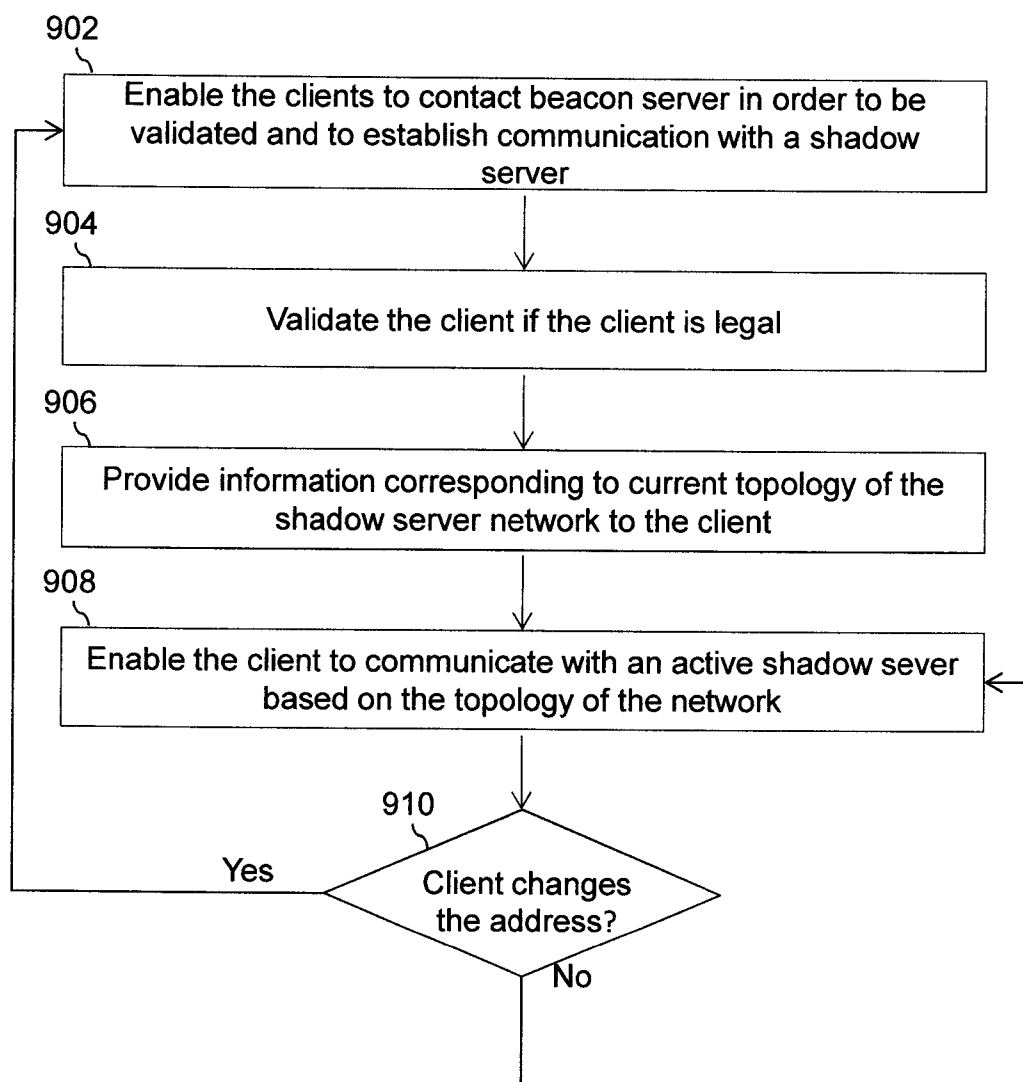 902
Enable the clients to contact beacon server in order to be
validated and to establish communication with a shadow
server
904
Validate the client if the client is legal
906
Provide information corresponding to current topology of the
shadow server network to the client
908
Enable the client to communicate with an active shadow sever
based on the topology of the network
910
Client changes
the address?
Yes
No